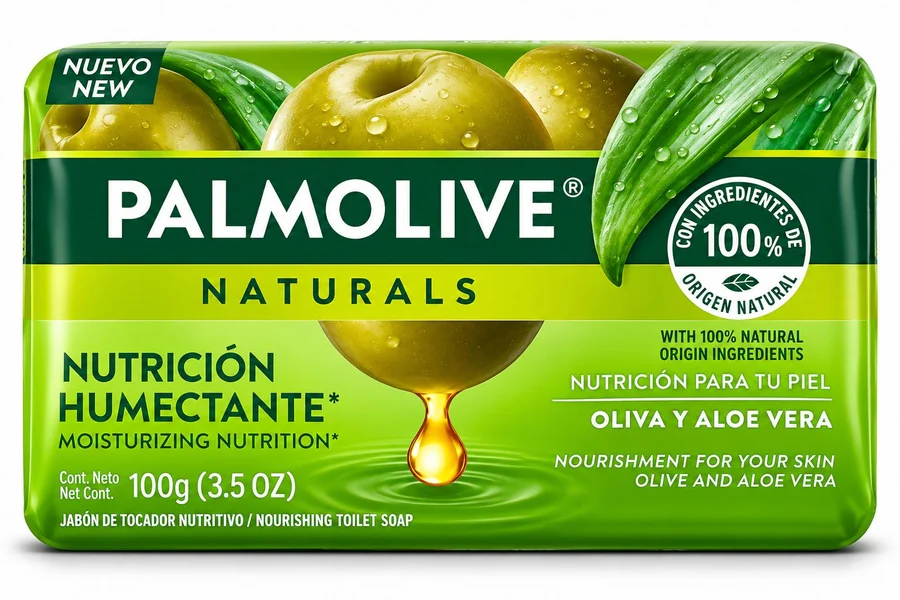 NUEVO
NEW
PALMOLIVE®
NATURALS
CON INGREDIENTES DE
100%
ORIGEN NATURAL
WITH 100% NATURAL
ORIGIN INGREDIENTS
NUTRICIÓN
HUMECTANTE*
MOISTURIZING NUTRITION*
NUTRICIÓN PARA TU PIEL
OLIVA Y ALOE VERA
NOURISHMENT FOR YOUR SKIN
OLIVE AND ALOE VERA
Cont. Neto
Net Cont. 100g (3.5 OZ)
JABÓN DE TOCADOR NUTRITIVO / NOURISHING TOILET SOAP